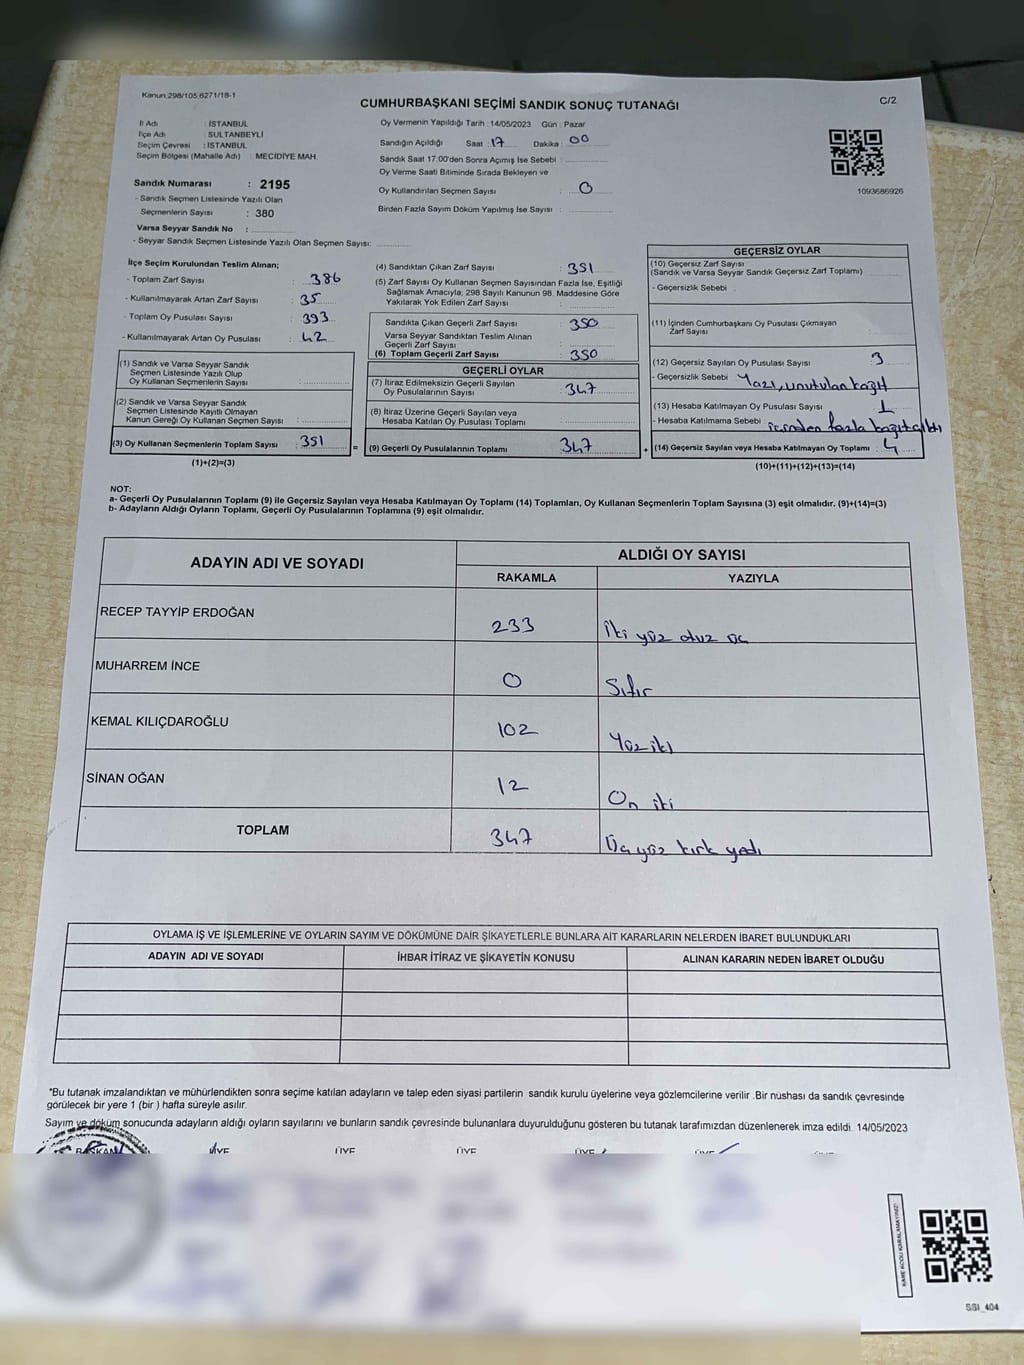 Kanun:298/105,6271/18-1
CUMHURBAŞKANI SEÇİMİ SANDIK SONUÇ TUTANAĞI
C/2
İl Adı : İSTANBUL
İlçe Adı : SULTANBEYLİ
Seçim Çevresi : İSTANBUL
Seçim Bölgesi (Mahalle Adı) : MECİDİYE MAH.
Sandık Numarası : 2195
- Sandık Seçmen Listesinde Yazılı Olan
Seçmenlerin Sayısı : 380
Varsa Seyyar Sandık No :
- Seyyar Sandık Seçmen Listesinde Yazılı Olan Seçmen Sayısı:
Oy Vermenin Yapıldığı Tarih : 14/05/2023 Gün : Pazar
Sandığın Açıldığı Saat : 17 Dakika : 00
Sandık Saat 17.00'den Sonra Açımış İse Sebebi :
Oy Verme Saati Bitiminde Sırada Bekleyen ve
Oy Kullandırılan Seçmen Sayısı : 0
Birden Fazla Sayım Döküm Yapılmış İse Sayısı :
1093686926
İlçe Seçim Kurulundan Teslim Alınan;
- Toplam Zarf Sayısı : 386
- Kullanılmayarak Artan Zarf Sayısı : 35
- Toplam Oy Pusulası Sayısı : 393
- Kullanılmayarak Artan Oy Pusulası : 42
(1) Sandık ve Varsa Seyyar Sandık
Seçmen Listesinde Yazılı Olup
Oy Kullanan Seçmenlerin Sayısı :
(2) Sandık ve Varsa Seyyar Sandık
Seçmen Listesinde Kayıtlı Olmayan
Kanun Gereği Oy Kullanan Seçmen Sayısı :
(3) Oy Kullanan Seçmenlerin Toplam Sayısı : 351
(1)+(2)=(3)
(4) Sandıktan Çıkan Zarf Sayısı : 351
(5) Zarf Sayısı Oy Kullanan Seçmen Sayısından Fazla İse, Eşitliği
Sağlamak Amacıyla; 298 Sayılı Kanunun 98. Maddesine Göre
Yakılarak Yok Edilen Zarf Sayısı :
Sandıkta Çıkan Geçerli Zarf Sayısı : 350
Varsa Seyyar Sandıktan Teslim Alınan
Geçerli Zarf Sayısı :
(6) Toplam Geçerli Zarf Sayısı : 350
GEÇERLİ OYLAR
(7) İtiraz Edilmeksizin Geçerli Sayılan
Oy Pusulalarının Sayısı : 347
(8) İtiraz Üzerine Geçerli Sayılan veya
Hesaba Katılan Oy Pusulası Toplamı :
= (9) Geçerli Oy Pusulalarının Toplamı : 347
GEÇERSİZ OYLAR
(10) Geçersiz Zarf Sayısı
(Sandık ve Varsa Seyyar Sandık Geçersiz Zarf Toplamı) :
- Geçersizlik Sebebi :
(11) İçinden Cumhurbaşkanı Oy Pusulası Çıkmayan
Zarf Sayısı :
(12) Geçersiz Sayılan Oy Pusulası Sayısı : 3
- Geçersizlik Sebebi : Yazı, unutulan kağıt
(13) Hesaba Katılmayan Oy Pusulası Sayısı : 1
- Hesaba Katılmama Sebebi : içinden fazla kağıt çıktı
+ (14) Geçersiz Sayılan veya Hesaba Katılmayan Oy Toplamı : 4
(10)+(11)+(12)+(13)=(14)
NOT:
a- Geçerli Oy Pusulalarının Toplamı (9) ile Geçersiz Sayılan veya Hesaba Katılmayan Oy Toplamı (14) Toplamları, Oy Kullanan Seçmenlerin Toplam Sayısına (3) eşit olmalıdır. (9)+(14)=(3)
b- Adayların Aldığı Oyların Toplamı, Geçerli Oy Pusulalarının Toplamına (9) eşit olmalıdır.
ADAYIN ADI VE SOYADI
ALDIĞI OY SAYISI
RAKAMLA YAZIYLA
RECEP TAYYİP ERDOĞAN 233 İki yüz otuz üç
MUHARREM İNCE 0 Sıfır
KEMAL KILIÇDAROĞLU 102 Yüz iki
SİNAN OĞAN 12 On iki
TOPLAM 347 Üç yüz kırk yedi
OYLAMA İŞ VE İŞLEMLERİNE VE OYLARIN SAYIM VE DÖKÜMÜNE DAİR ŞİKAYETLERLE BUNLARA AİT KARARLARIN NELERDEN İBARET BULUNDUKLARI
ADAYIN ADI VE SOYADI İHBAR İTİRAZ VE ŞİKAYETİN KONUSU ALINAN KARARIN NEDEN İBARET OLDUĞU
*Bu tutanak imzalandıktan ve mühürlendikten sonra seçime katılan adayların ve talep eden siyasi partilerin sandık kurulu üyelerine veya gözlemcilerine verilir .Bir nüshası da sandık çevresinde
görülecek bir yere 1 (bir ) hafta süreyle asılır.
Sayım ve döküm sonucunda adayların aldığı oyların sayılarını ve bunların sandık çevresinde bulunanlara duyurulduğunu gösteren bu tutanak tarafımızdan düzenlenerek imza edildi. 14/05/2023
BAŞKAN ÜYE ÜYE ÜYE ÜYE ÜYE
KARE KODU KARALAMAYINIZ!
SSI_404